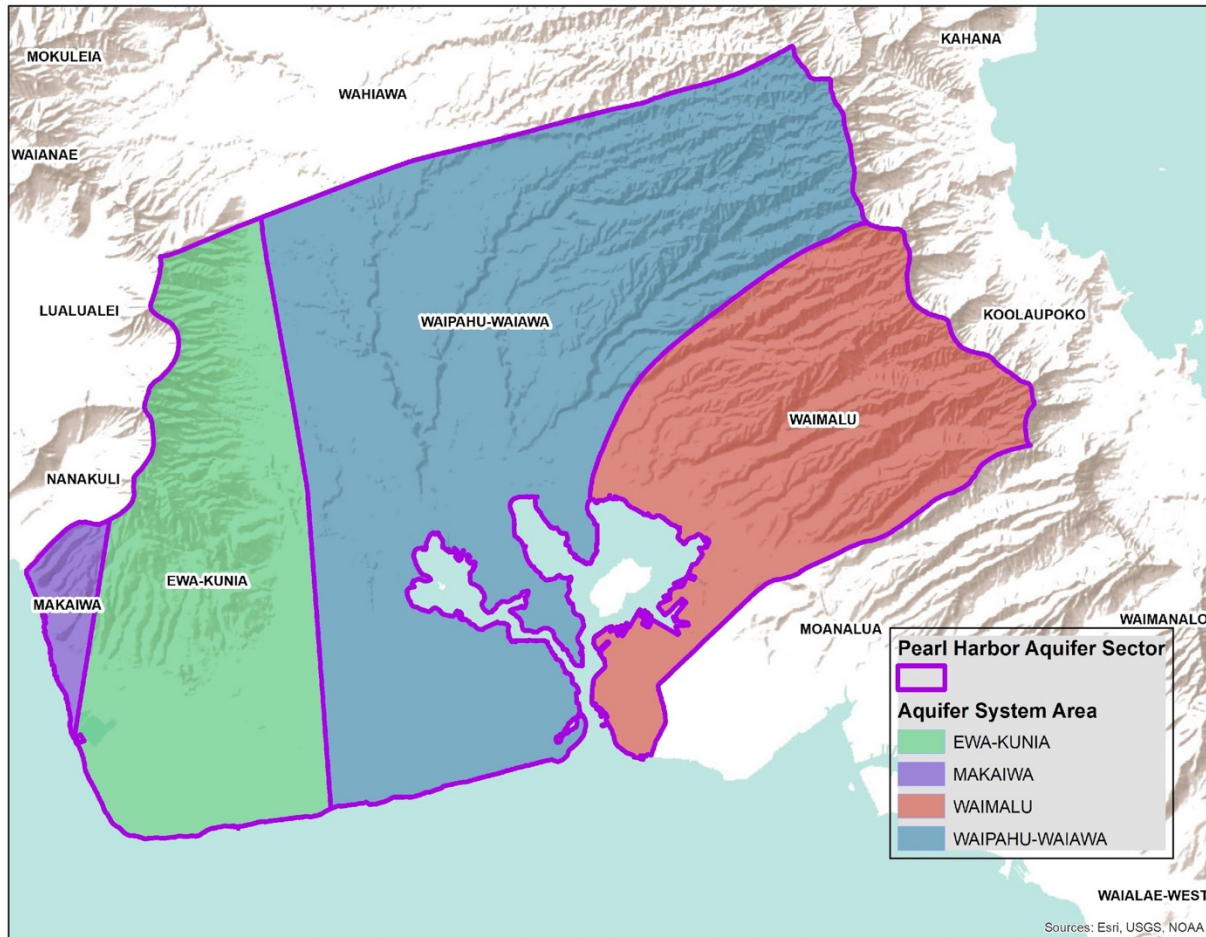 KAHANA
MOKULEIA
WAHIAWA
WAIANAE
LUALUALEI
KOOLAUPOKO
WAIPAHU-WAIAWA
WAIMALU
NANAKULI
EWA-KUNIA
MAKAIWA
MOANALUA
WAIMANALO
Pearl Harbor Aquifer Sector
Aquifer System Area
EWA-KUNIA
MAKAIWA
WAIMALU
WAIPAHU-WAIAWA
WAIALAE-WEST
Sources: Esri, USGS, NOAA